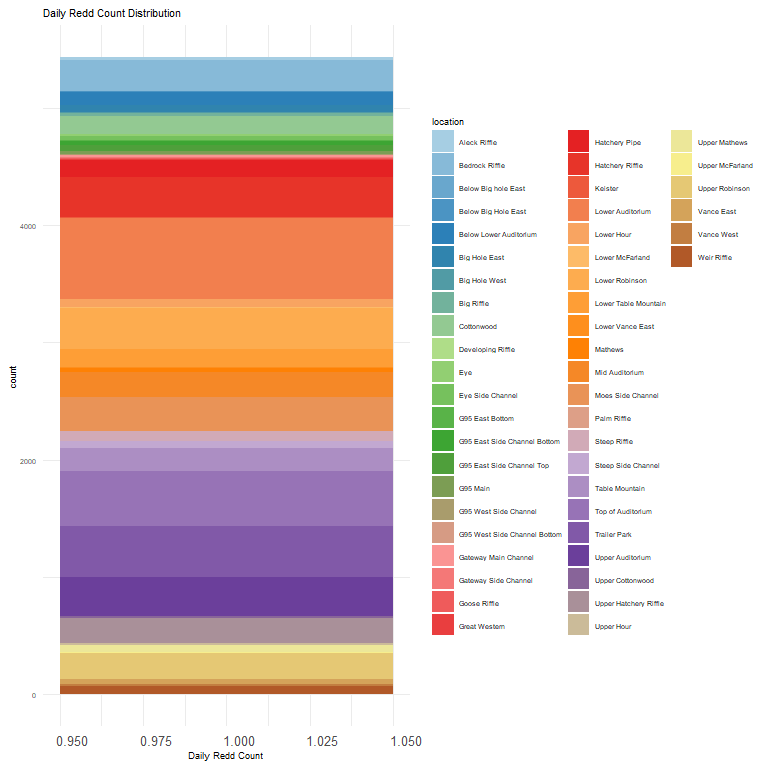 Daily Redd Count Distribution
location
Aleck Riffle
Bedrock Riffle
Below Big hole East
Below Big Hole East
Below Lower Auditorium
Big Hole East
Big Hole West
Big Riffle
Cottonwood
Developing Riffle
Eye
Eye Side Channel
G95 East Bottom
G95 East Side Channel Bottom
G95 East Side Channel Top
G95 Main
G95 West Side Channel
G95 West Side Channel Bottom
Gateway Main Channel
Gateway Side Channel
Goose Riffle
Great Western
Hatchery Pipe
Hatchery Riffle
Keister
Lower Auditorium
Lower Hour
Lower McFarland
Lower Robinson
Lower Table Mountain
Lower Vance East
Mathews
Mid Auditorium
Moes Side Channel
Palm Riffle
Steep Riffle
Steep Side Channel
Table Mountain
Top of Auditorium
Trailer Park
Upper Auditorium
Upper Cottonwood
Upper Hatchery Riffle
Upper Hour
Upper Mathews
Upper McFarland
Upper Robinson
Vance East
Vance West
Weir Riffle
count
4000
2000
0
0.950 0.975 1.000 1.025 1.050
Daily Redd Count